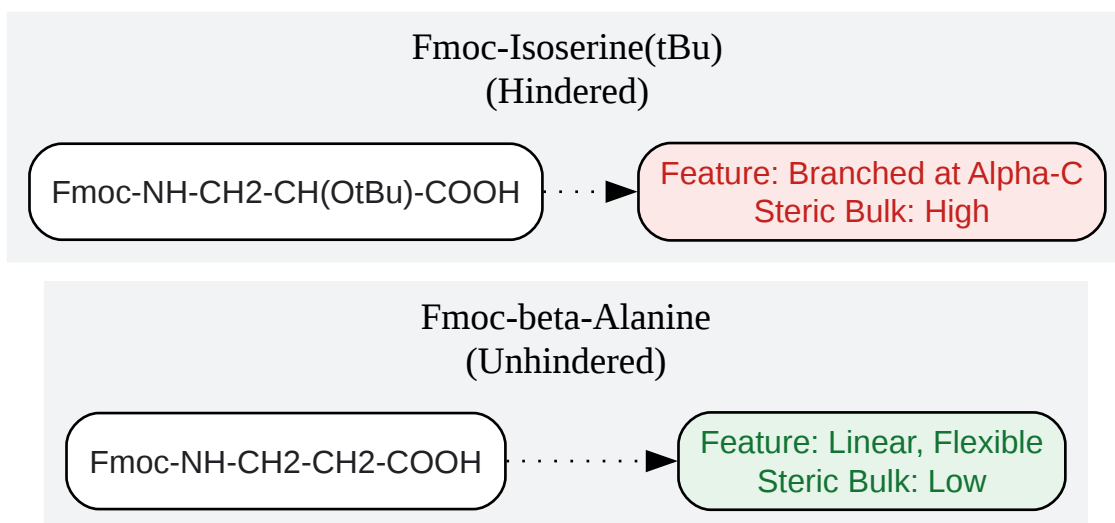 Fmoc-Isoserine(tBu)
(Hindered)
Fmoc-NH-CH2-CH(OtBu)-COOH
Feature: Branched at Alpha-C
Steric Bulk: High
Fmoc-beta-Alanine
(Unhindered)
Fmoc-NH-CH2-CH2-COOH
Feature: Linear, Flexible
Steric Bulk: Low